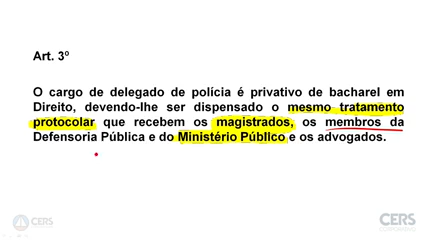 Art. 3º
O cargo de delegado de polícia é privativo de bacharel em
Direito, devendo-lhe ser dispensado o mesmo tratamento
protocolar que recebem os magistrados, os membros da
Defensoria Pública e do Ministério Público e os advogados.
CERS
CERS